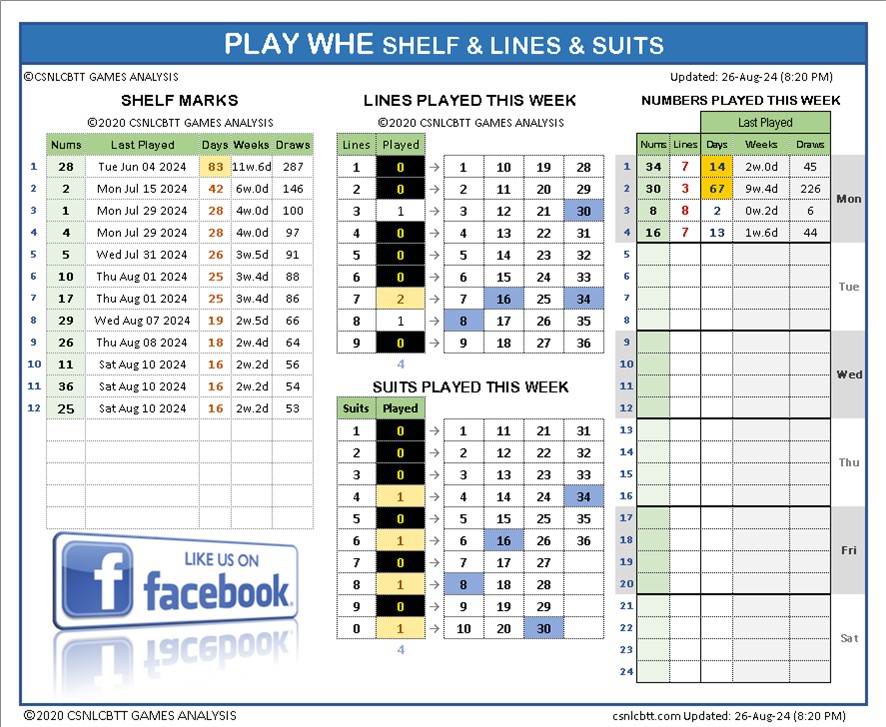 PLAY WHE SHELF & LINES & SUITS
©CSNLCBTT GAMES ANALYSIS
Updated: 26-Aug-24 (8:20 PM)
SHELF MARKS
©2020 CSNLCBTT GAMES ANALYSIS
Nums Last Played Days Weeks Draws
1 28 Tue Jun 04 2024 83 11w.6d 287
2 2 Mon Jul 15 2024 42 6w.0d 146
3 1 Mon Jul 29 2024 28 4w.0d 100
4 4 Mon Jul 29 2024 28 4w.0d 97
5 5 Wed Jul 31 2024 26 3w.5d 91
6 10 Thu Aug 01 2024 25 3w.4d 88
7 17 Thu Aug 01 2024 25 3w.4d 86
8 29 Wed Aug 07 2024 19 2w.5d 66
9 26 Thu Aug 08 2024 18 2w.4d 64
10 11 Sat Aug 10 2024 16 2w.2d 56
11 36 Sat Aug 10 2024 16 2w.2d 54
12 25 Sat Aug 10 2024 16 2w.2d 53
LIKE US ON
facebook
LINES PLAYED THIS WEEK
©2020 CSNLCBTT GAMES ANALYSIS
Lines Played
1 0 → 1 10 19 28
2 0 → 2 11 20 29
3 1 → 3 12 21 30
4 0 → 4 13 22 31
5 0 → 5 14 23 32
6 0 → 6 15 24 33
7 2 → 7 16 25 34
8 1 → 8 17 26 35
9 0 → 9 18 27 36
4
SUITS PLAYED THIS WEEK
Suits Played
1 0 → 1 11 21 31
2 0 → 2 12 22 32
3 0 → 3 13 23 33
4 1 → 4 14 24 34
5 0 → 5 15 25 35
6 1 → 6 16 26 36
7 0 → 7 17 27
8 1 → 8 18 28
9 0 → 9 19 29
0 1 → 10 20 30
4
NUMBERS PLAYED THIS WEEK
Last Played
Nums Lines Days Weeks Draws
1 34 7 14 2w.0d 45
2 30 3 67 9w.4d 226
3 8 8 2 0w.2d 6
4 16 7 13 1w.6d 44
Mon
5
6
7
8
Tue
9
10
11
12
Wed
13
14
15
16
Thu
17
18
19
20
Fri
21
22
23
24
Sat
©2020 CSNLCBTT GAMES ANALYSIS
csnlcbtt.com Updated: 26-Aug-24 (8:20 PM)